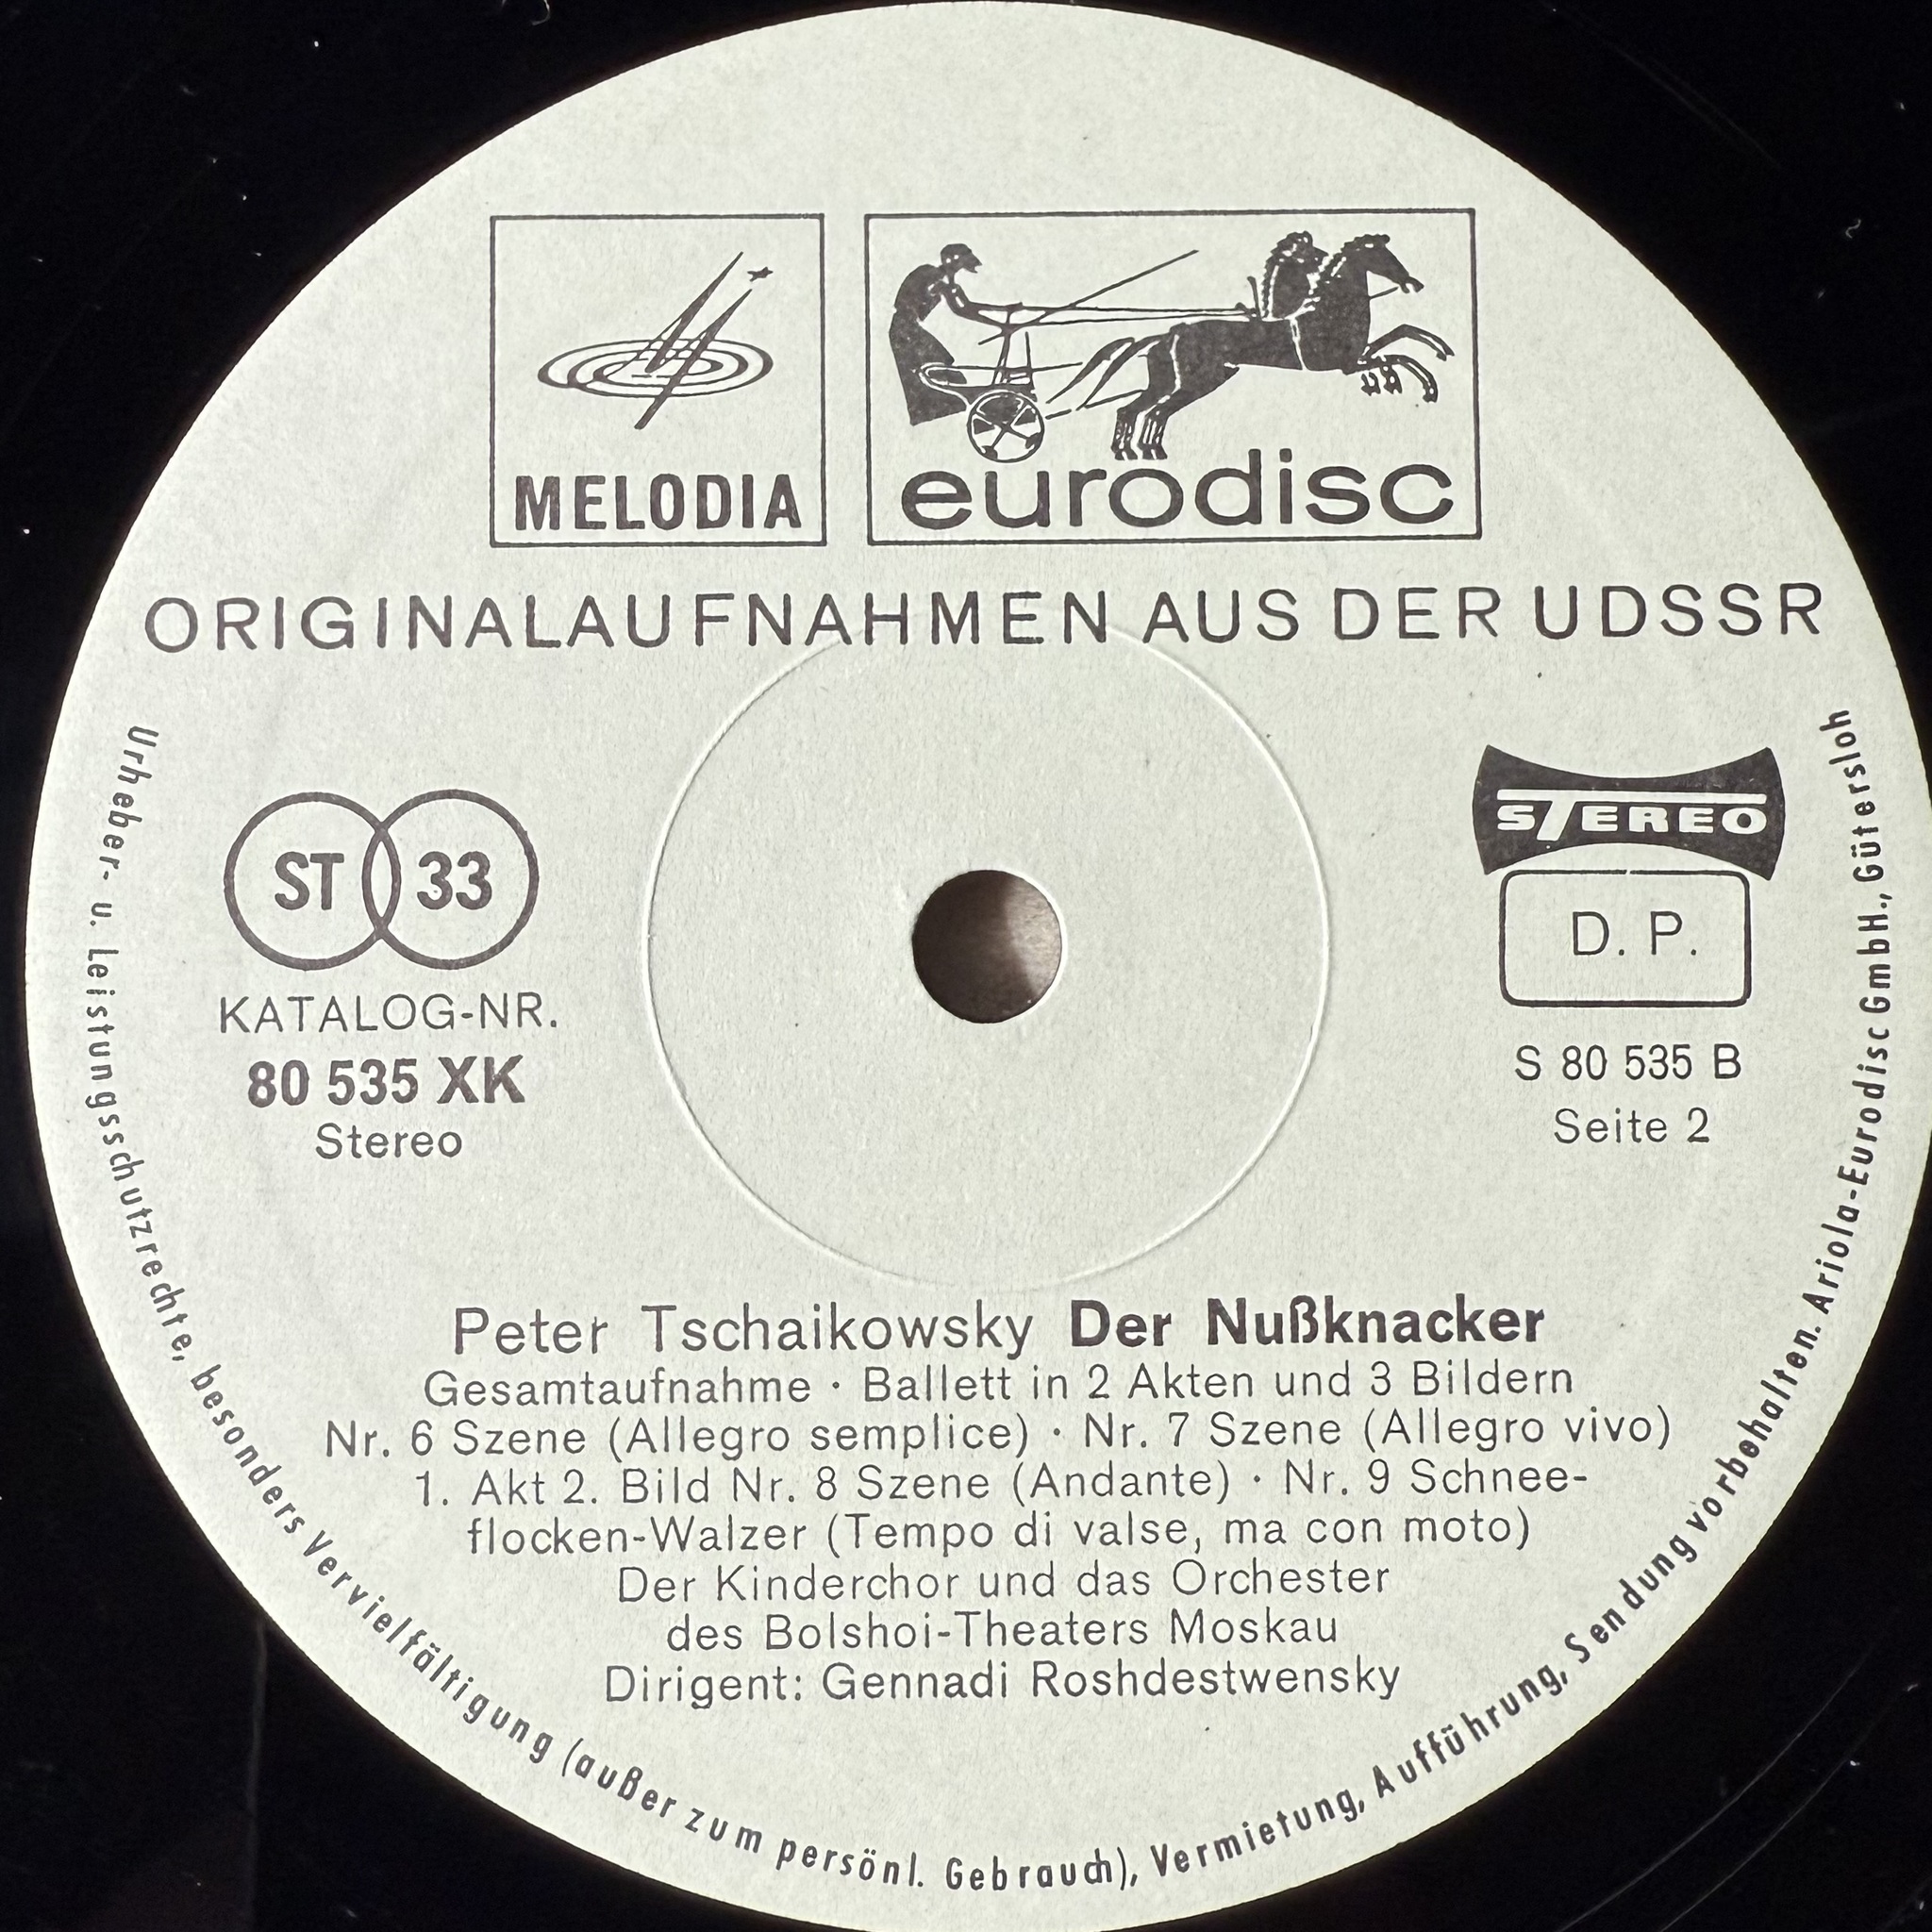 MELODIA
eurodisc
ORIGINALAUFNAHMEN AUS DER UDSSR
ST 33
KATALOG-NR.
80 535 XK
Stereo
STEREO
D. P.
S 80 535 B
Seite 2
Peter Tschaikowsky Der Nußknacker
Gesamtaufnahme · Ballett in 2 Akten und 3 Bildern
Nr. 6 Szene (Allegro semplice) · Nr. 7 Szene (Allegro vivo)
1. Akt 2. Bild Nr. 8 Szene (Andante) · Nr. 9 Schnee-
flocken-Walzer (Tempo di valse, ma con moto)
Der Kinderchor und das Orchester
des Bolshoi-Theaters Moskau
Dirigent: Gennadi Roshdestwensky
Urheber- u. Leistungsschutzrechte, besonders Vervielfältigung (außer zum persönl. Gebrauch), Vermietung, Aufführung, Sendung vorbehalten. Ariola-Eurodisc GmbH., Gütersloh